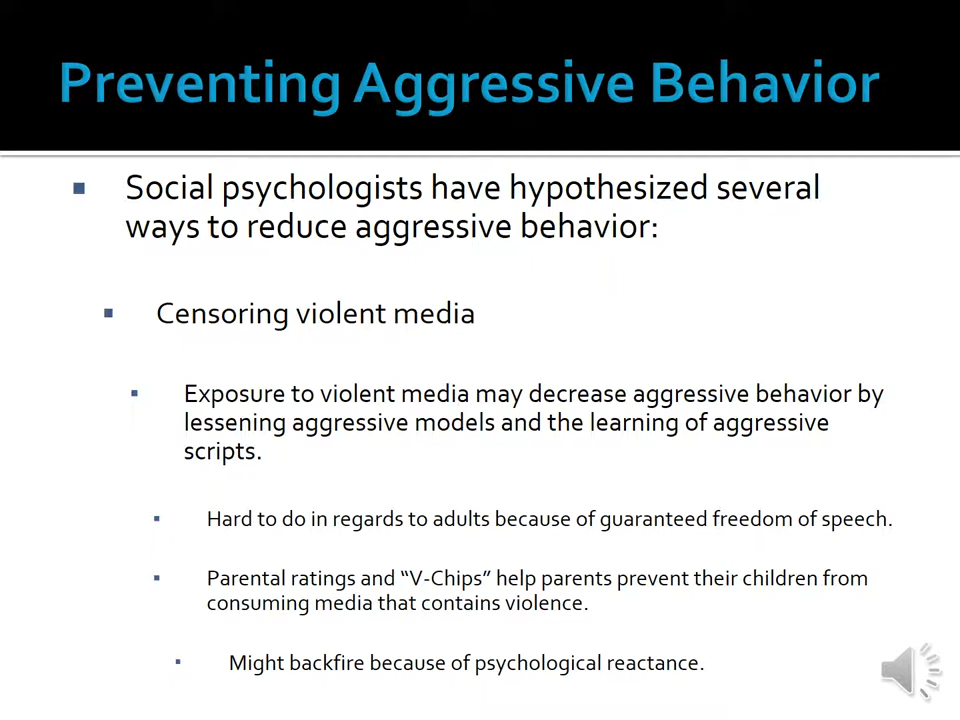 Preventing Aggressive Behavior
Social psychologists have hypothesized several
ways to reduce aggressive behavior:
Censoring violent media
Exposure to violent media may decrease aggressive behavior by
lessening aggressive models and the learning of aggressive
scripts.
Hard to do in regards to adults because of guaranteed freedom of speech.
Parental ratings and “V-Chips” help parents prevent their children from
consuming media that contains violence.
Might backfire because of psychological reactance.